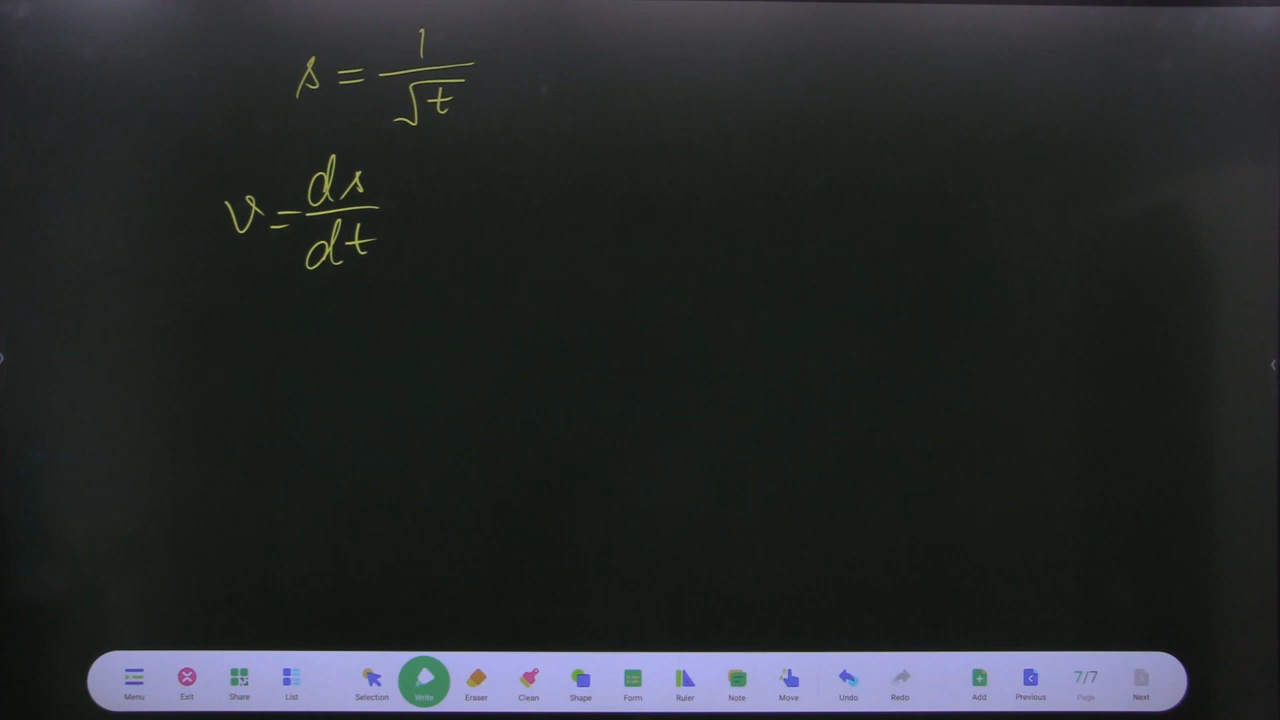 s = 1/√t
v = ds/dt
Menu Exit Share List Selection Write Eraser Clean Shape Form Ruler Note Move Undo Redo Add Previous 7/7 Page Next